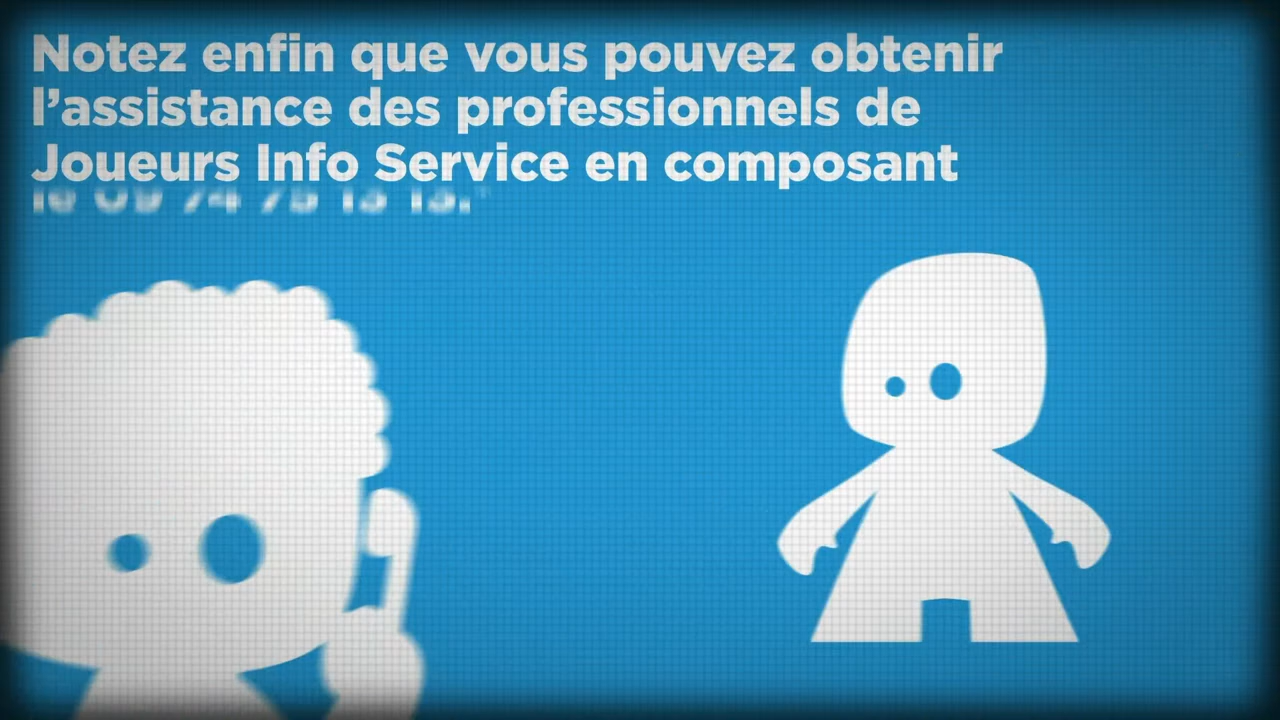 Notez enfin que vous pouvez obtenir
l’assistance des professionnels de
Joueurs Info Service en composant